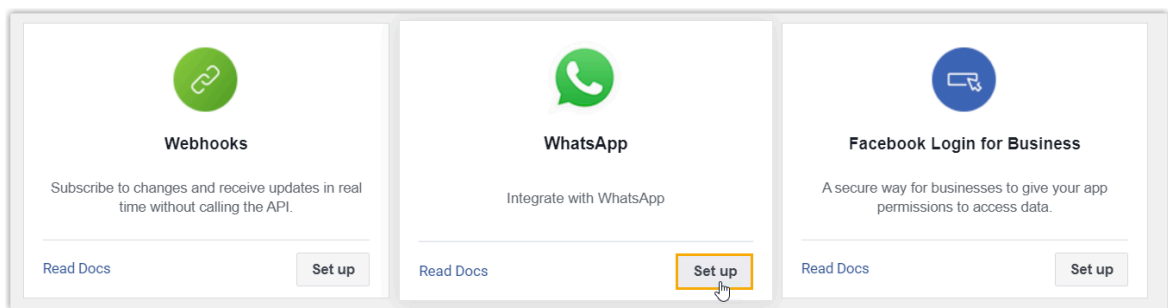 Webhooks
Subscribe to changes and receive updates in real
time without calling the API.
Read Docs
Set up
WhatsApp
Integrate with WhatsApp
Read Docs
Set up
Facebook Login for Business
A secure way for businesses to give your app
permissions to access data.
Read Docs
Set up